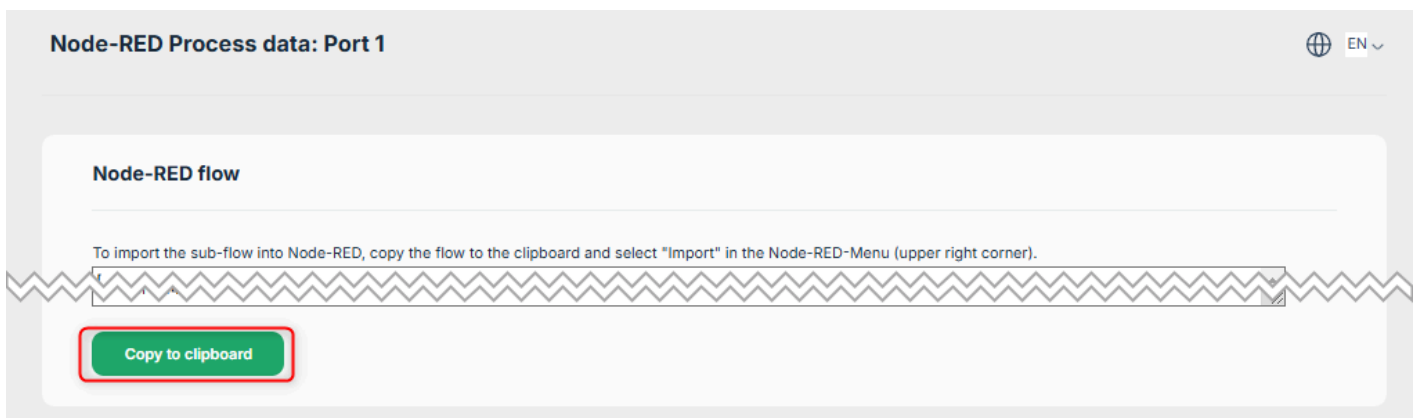 Node-RED Process data: Port 1
EN
Node-RED flow
To import the sub-flow into Node-RED, copy the flow to the clipboard and select "Import" in the Node-RED-Menu (upper right corner).
Copy to clipboard